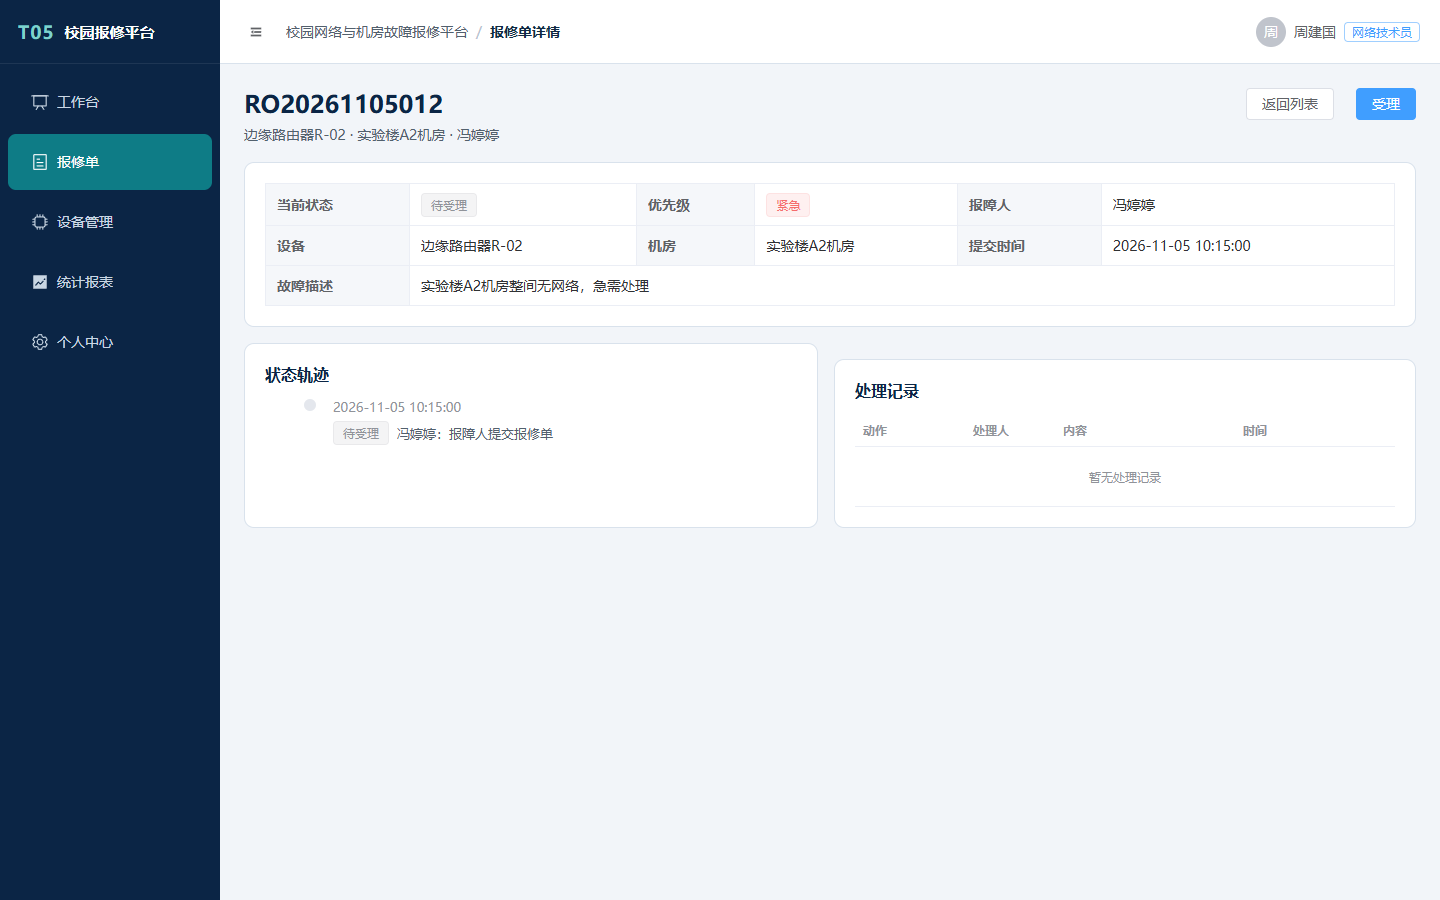 T05 校园报修平台
校园网络与机房故障报修平台 / 报修单详情
周 周建国 网络技术员
工作台
报修单
设备管理
统计报表
个人中心
RO20261105012
返回列表 受理
边缘路由器R-02 · 实验楼A2机房 · 冯婷婷
当前状态 待受理 优先级 紧急 报障人 冯婷婷
设备 边缘路由器R-02 机房 实验楼A2机房 提交时间 2026-11-05 10:15:00
故障描述 实验楼A2机房整间无网络，急需处理
状态轨迹
2026-11-05 10:15:00
待受理 冯婷婷：报障人提交报修单
处理记录
动作 处理人 内容 时间
暂无处理记录